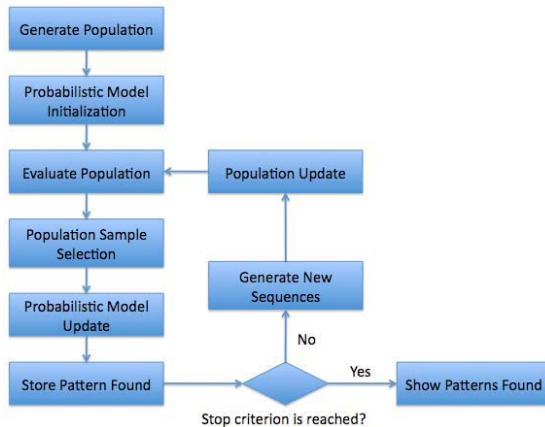 Generate Population
Probabilistic Model
Initialization
Evaluate Population
Population Update
Population Sample
Selection
Generate New
Sequences
Probabilistic Model
Update
No
Yes
Store Pattern Found
Show Patterns Found
Stop criterion is reached?